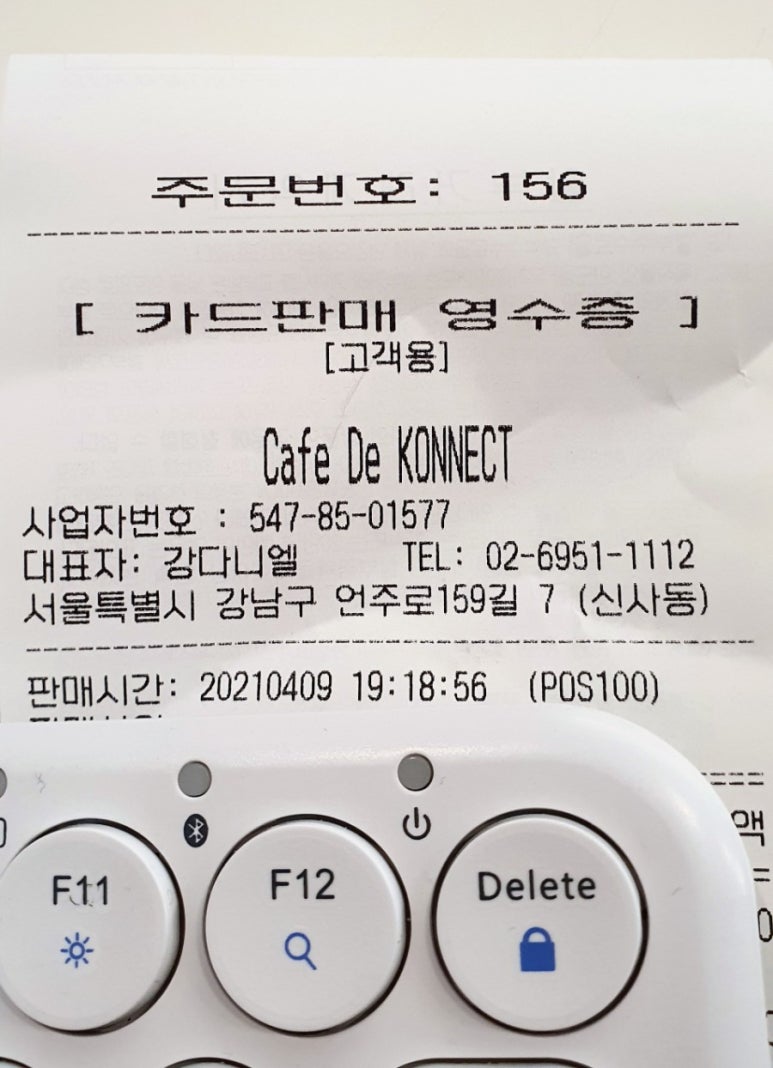 주문번호: 156
[ 카드판매 영수증 ]
[고객용]
Cafe De KONNECT
사업자번호 : 547-85-01577
대표자: 강다니엘 TEL: 02-6951-1112
서울특별시 강남구 언주로159길 7 (신사동)
판매시간: 20210409 19:18:56 (POS100)
액
F11 F12 Delete